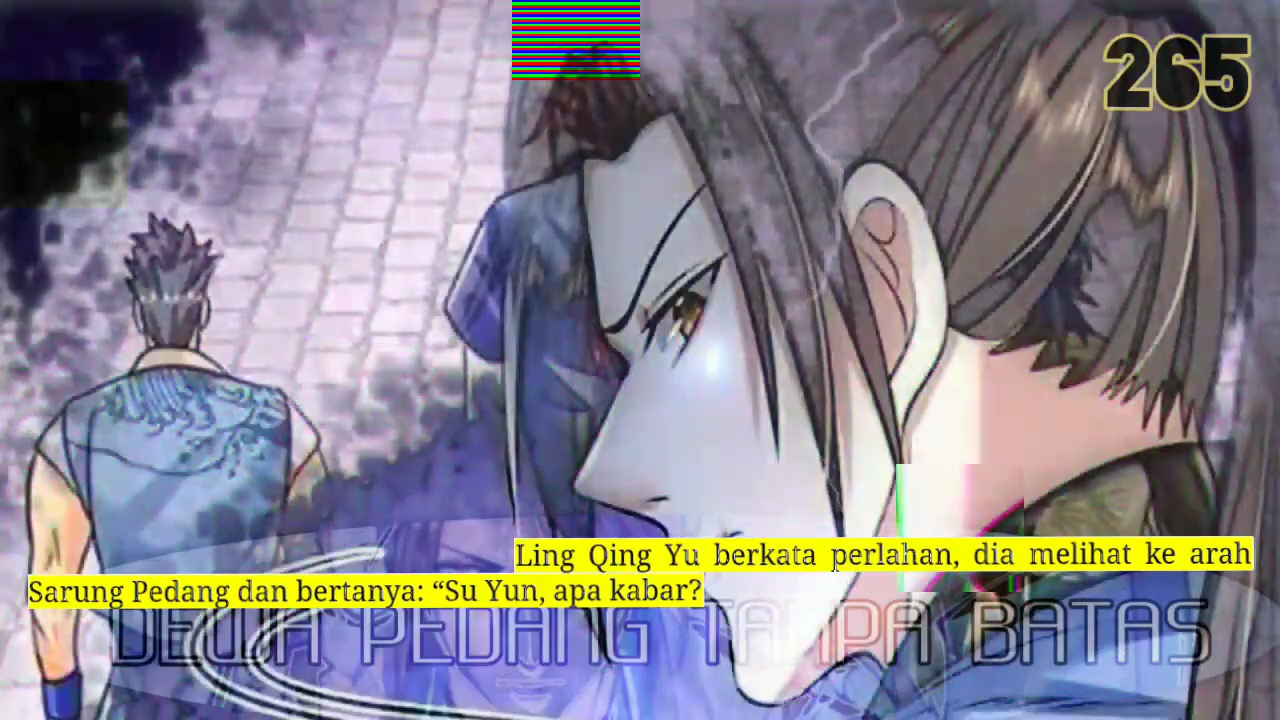 265
Ling Qing Yu berkata perlahan, dia melihat ke arah
Sarung Pedang dan bertanya: “Su Yun, apa kabar?
DEWA PEDANG TANPA BATAS